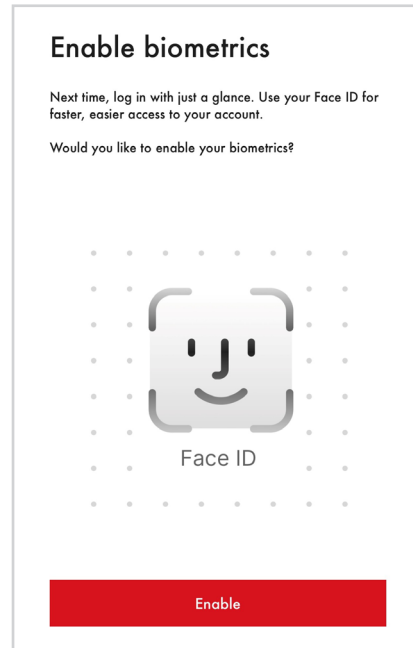 Enable biometrics
Next time, log in with just a glance. Use your Face ID for
faster, easier access to your account.
Would you like to enable your biometrics?
Face ID
Enable